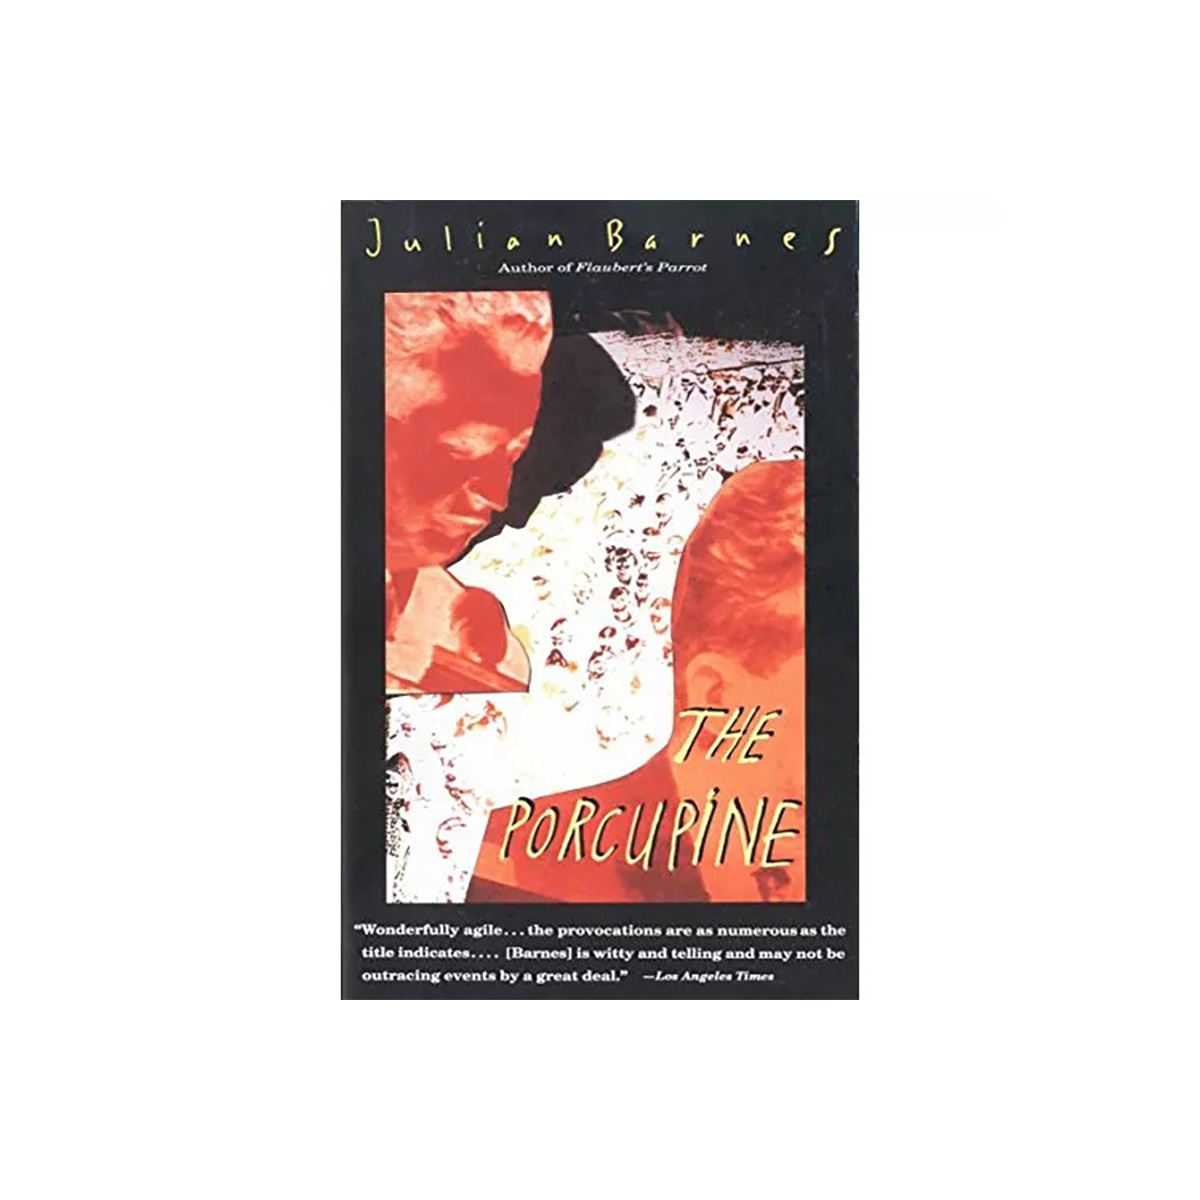 Julian Barnes
Author of Flaubert's Parrot
THE
PORCUPINE
“Wonderfully agile... the provocations are as numerous as the
title indicates.... [Barnes] is witty and telling and may not be
outracing events by a great deal.” —Los Angeles Times